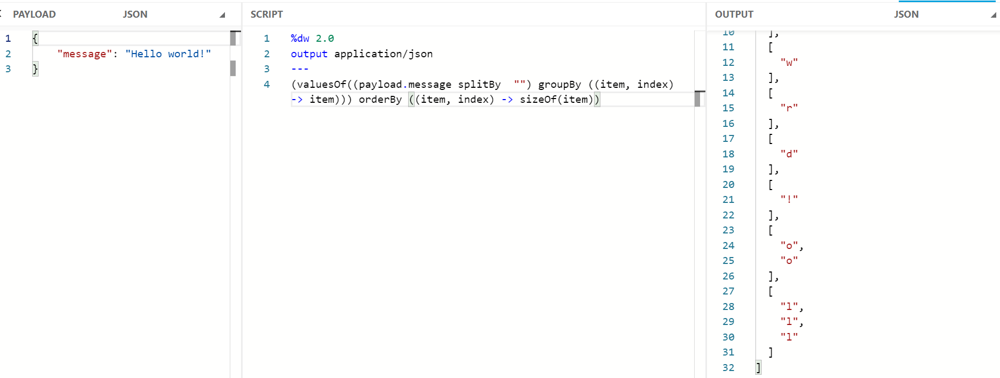 PAYLOAD JSON
1 {
2 "message": "Hello world!"
3 }
SCRIPT
1 %dw 2.0
2 output application/json
3 ---
4 (valuesOf((payload.message splitBy  "") groupBy ((item, index)
-> item))) orderBy ((item, index) -> sizeOf(item))
OUTPUT JSON
10 ],
11 [
12 "w"
13 ],
14 [
15 "r"
16 ],
17 [
18 "d"
19 ],
20 [
21 "!"
22 ],
23 [
24 "o",
25 "o"
26 ],
27 [
28 "l",
29 "l",
30 "l"
31 ]
32 ]